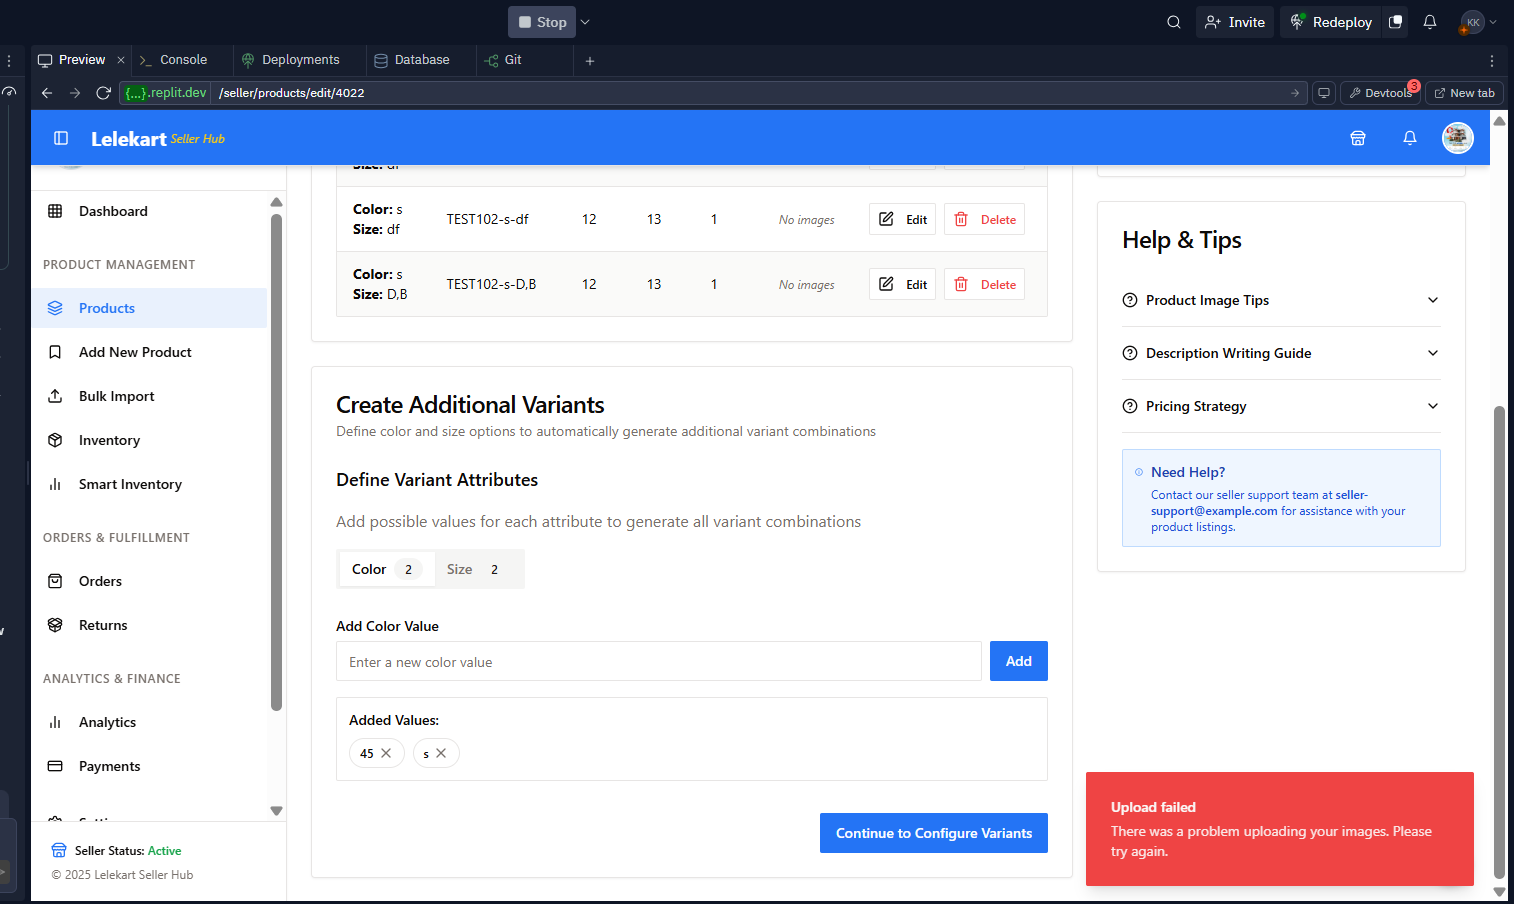 Stop
Invite
Redeploy
KK
Preview
Console
Deployments
Database
Git
{...}.replit.dev
/seller/products/edit/4022
Devtools
3
New tab
Lelekart Seller Hub
Dashboard
PRODUCT MANAGEMENT
Products
Add New Product
Bulk Import
Inventory
Smart Inventory
ORDERS & FULFILLMENT
Orders
Returns
ANALYTICS & FINANCE
Analytics
Payments
Seller Status: Active
© 2025 Lelekart Seller Hub
Size: df
Color: s
Size: df
TEST102-s-df
12
13
1
No images
Edit
Delete
Color: s
Size: D,B
TEST102-s-D,B
12
13
1
No images
Edit
Delete
Create Additional Variants
Define color and size options to automatically generate additional variant combinations
Define Variant Attributes
Add possible values for each attribute to generate all variant combinations
Color 2
Size 2
Add Color Value
Enter a new color value
Add
Added Values:
45
s
Continue to Configure Variants
Help & Tips
Product Image Tips
Description Writing Guide
Pricing Strategy
Need Help?
Contact our seller support team at seller-
support@example.com for assistance with your
product listings.
Upload failed
There was a problem uploading your images. Please
try again.